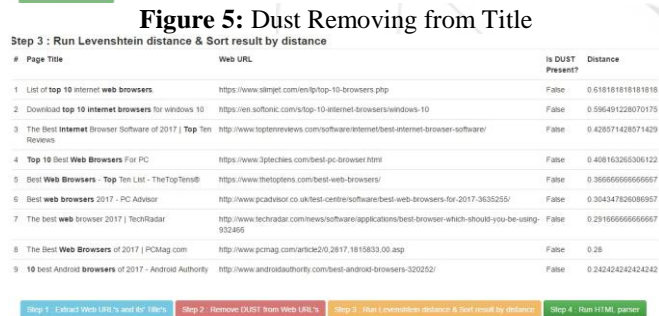 Figure 5: Dust Removing from Title
Step 3 : Run Levenshtein distance & Sort result by distance
# Page Title Web URL Is DUST Present? Distance
1 List of top 10 internet web browsers. https://www.slimjet.com/en/lp/top-10-browsers.php False 0.618181818181818
2 Download top 10 internet browsers for windows 10 https://en.softonic.com/s/top-10-internet-browsers/windows-10 False 0.596491228070175
3 The Best Internet Browser Software of 2017 | Top Ten Reviews http://www.toptenreviews.com/software/internet/best-internet-browser-software/ False 0.428571428571429
4 Top 10 Best Web Browsers For PC https://www.3ptechies.com/best-pc-browser.html False 0.408163265306122
5 Best Web Browsers - Top Ten List - TheTopTens® https://www.thetoptens.com/best-web-browsers/ False 0.366666666666667
6 Best web browsers 2017 - PC Advisor http://www.pcadvisor.co.uk/test-centre/software/best-web-browsers-for-2017-3635255/ False 0.304347826086957
7 The best web browser 2017 | TechRadar http://www.techradar.com/news/software/applications/best-browser-which-should-you-be-using-932466 False 0.291666666666667
8 The Best Web Browsers of 2017 | PCMag.com http://www.pcmag.com/article2/0,2817,1815833,00.asp False 0.28
9 10 best Android browsers of 2017 - Android Authority http://www.androidauthority.com/best-android-browsers-320252/ False 0.242424242424242
Step 1 : Extract Web URL's and its' Title's Step 2 : Remove DUST from Web URL's Step 3 : Run Levenshtein distance & Sort result by distance Step 4 : Run HTML parser